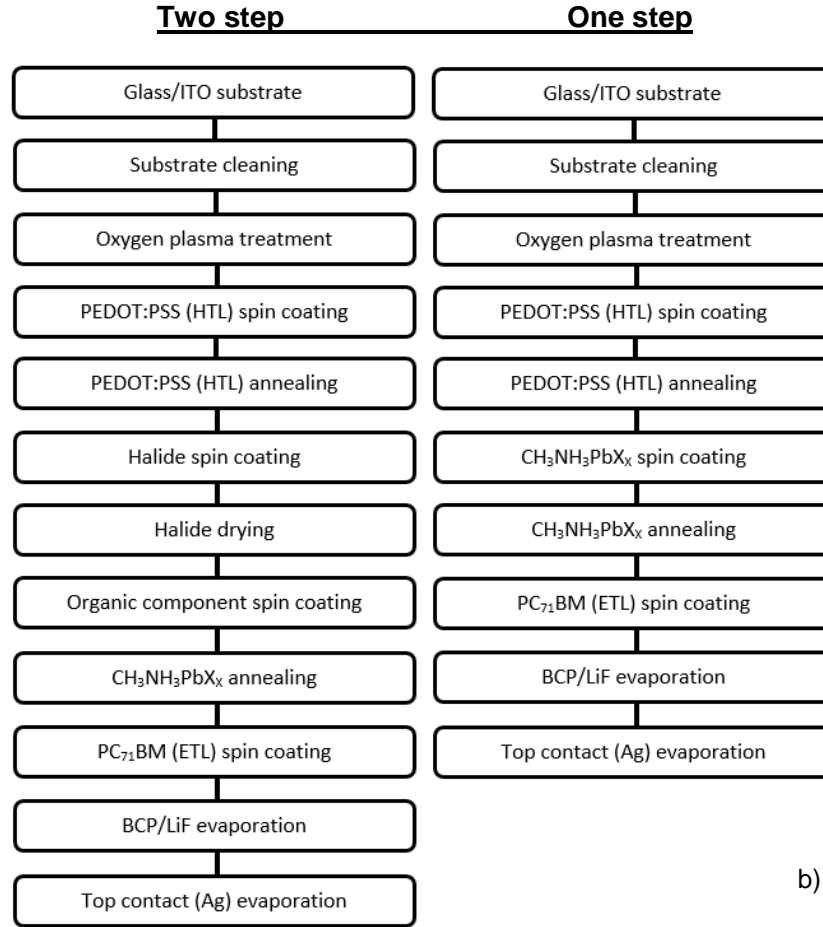 Two step
One step
Glass/ITO substrate
Substrate cleaning
Oxygen plasma treatment
PEDOT:PSS (HTL) spin coating
PEDOT:PSS (HTL) annealing
Halide spin coating
Halide drying
Organic component spin coating
CH₃NH₃PbXₓ annealing
PC₇₁BM (ETL) spin coating
BCP/LiF evaporation
Top contact (Ag) evaporation
Glass/ITO substrate
Substrate cleaning
Oxygen plasma treatment
PEDOT:PSS (HTL) spin coating
PEDOT:PSS (HTL) annealing
CH₃NH₃PbXₓ spin coating
CH₃NH₃PbXₓ annealing
PC₇₁BM (ETL) spin coating
BCP/LiF evaporation
Top contact (Ag) evaporation
b)